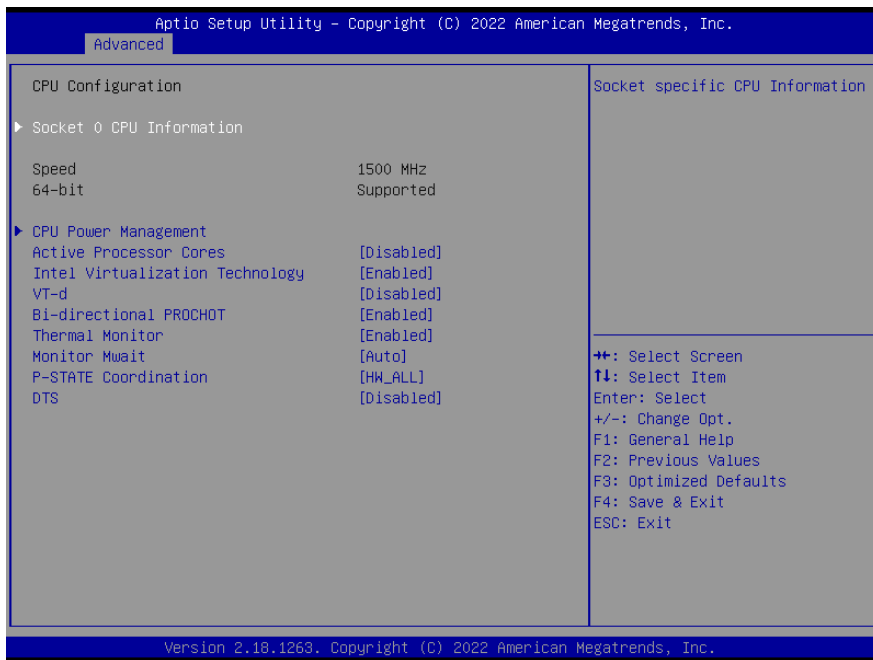 Aptio Setup Utility – Copyright (C) 2022 American Megatrends, Inc.
Advanced
CPU Configuration
Socket 0 CPU Information
Speed 1500 MHz
64-bit Supported
CPU Power Management
Active Processor Cores [Disabled]
Intel Virtualization Technology [Enabled]
VT-d [Disabled]
Bi-directional PROCHOT [Enabled]
Thermal Monitor [Enabled]
Monitor Mwait [Auto]
P-STATE Coordination [HW_ALL]
DTS [Disabled]
Socket specific CPU Information
→←: Select Screen
↑↓: Select Item
Enter: Select
+/-: Change Opt.
F1: General Help
F2: Previous Values
F3: Optimized Defaults
F4: Save & Exit
ESC: Exit
Version 2.18.1263. Copyright (C) 2022 American Megatrends, Inc.